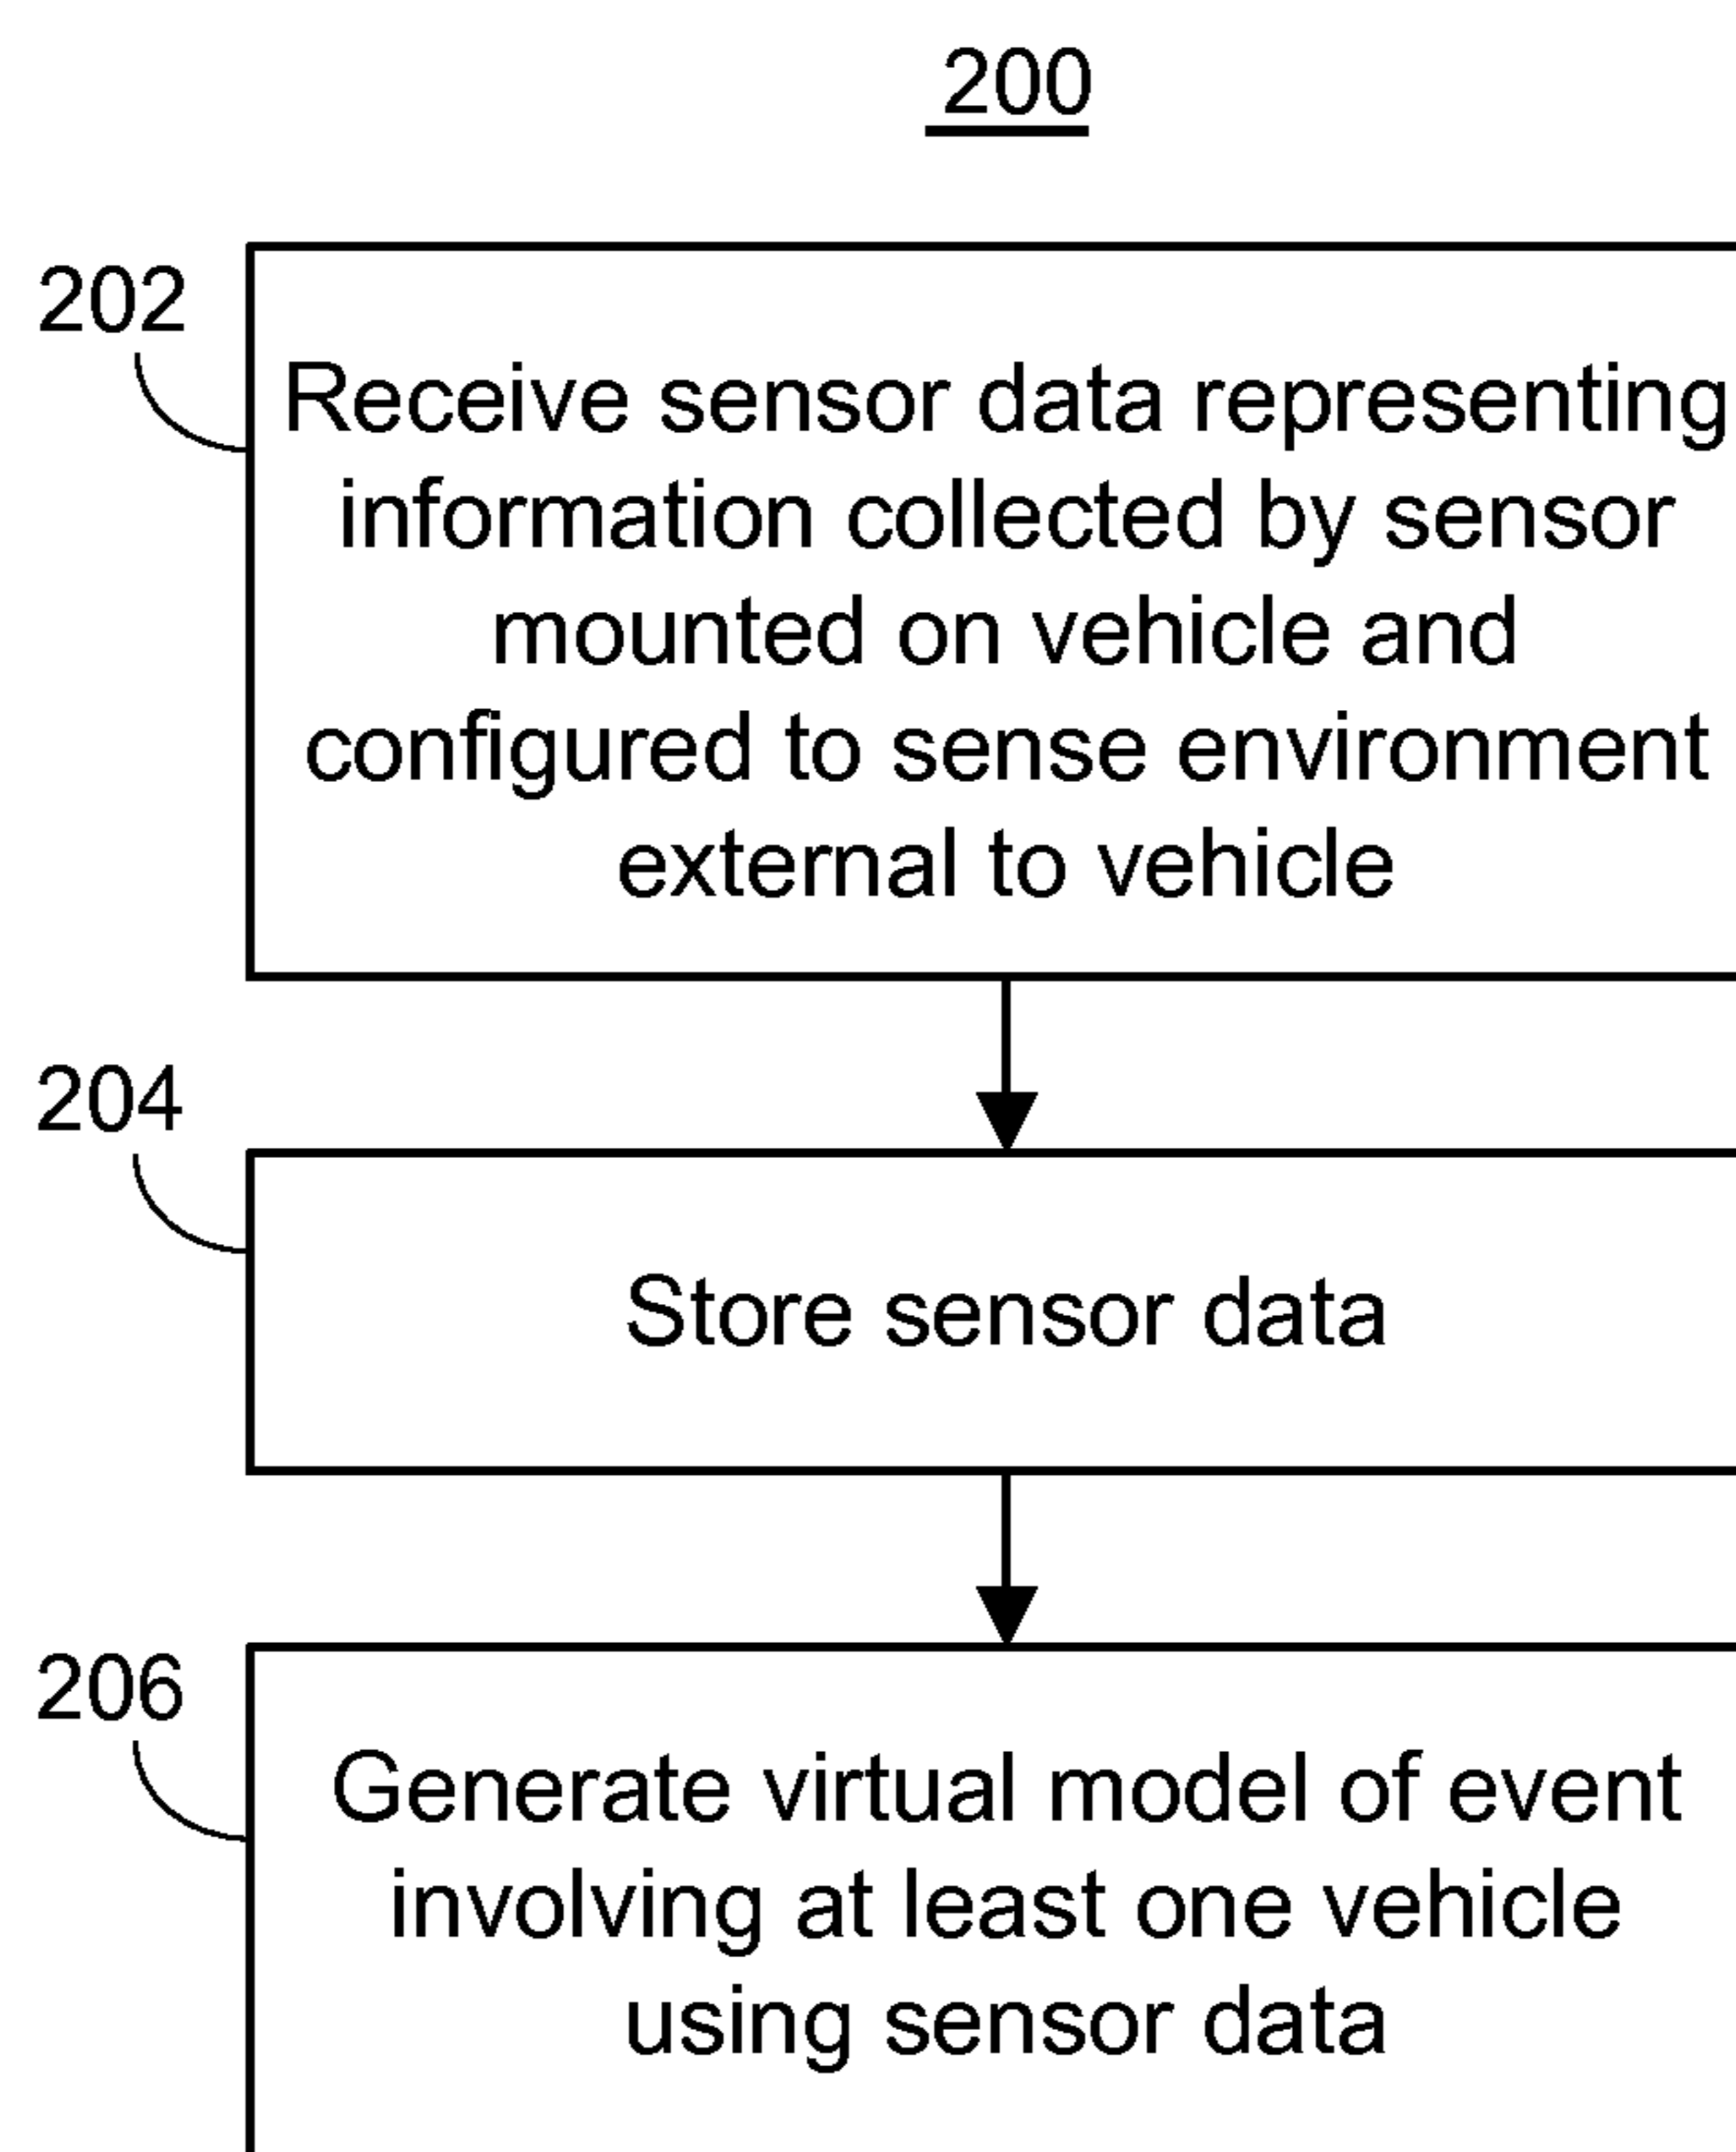 200
202
Receive sensor data representing
information collected by sensor
mounted on vehicle and
configured to sense environment
external to vehicle
204
Store sensor data
206
Generate virtual model of event
involving at least one vehicle
using sensor data